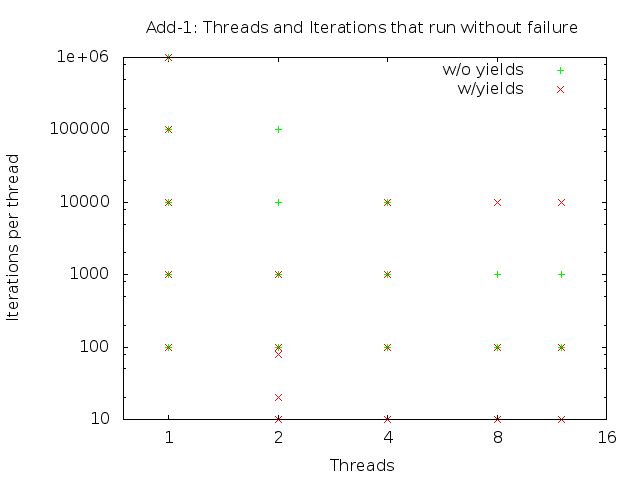 Add-1: Threads and Iterations that run without failure
1e+06
w/o yields
w/yields
100000
Iterations per thread
10000
1000
100
10
1 2 4 8 16
Threads